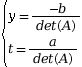 y = -b / det(A)
t = a / det(A)